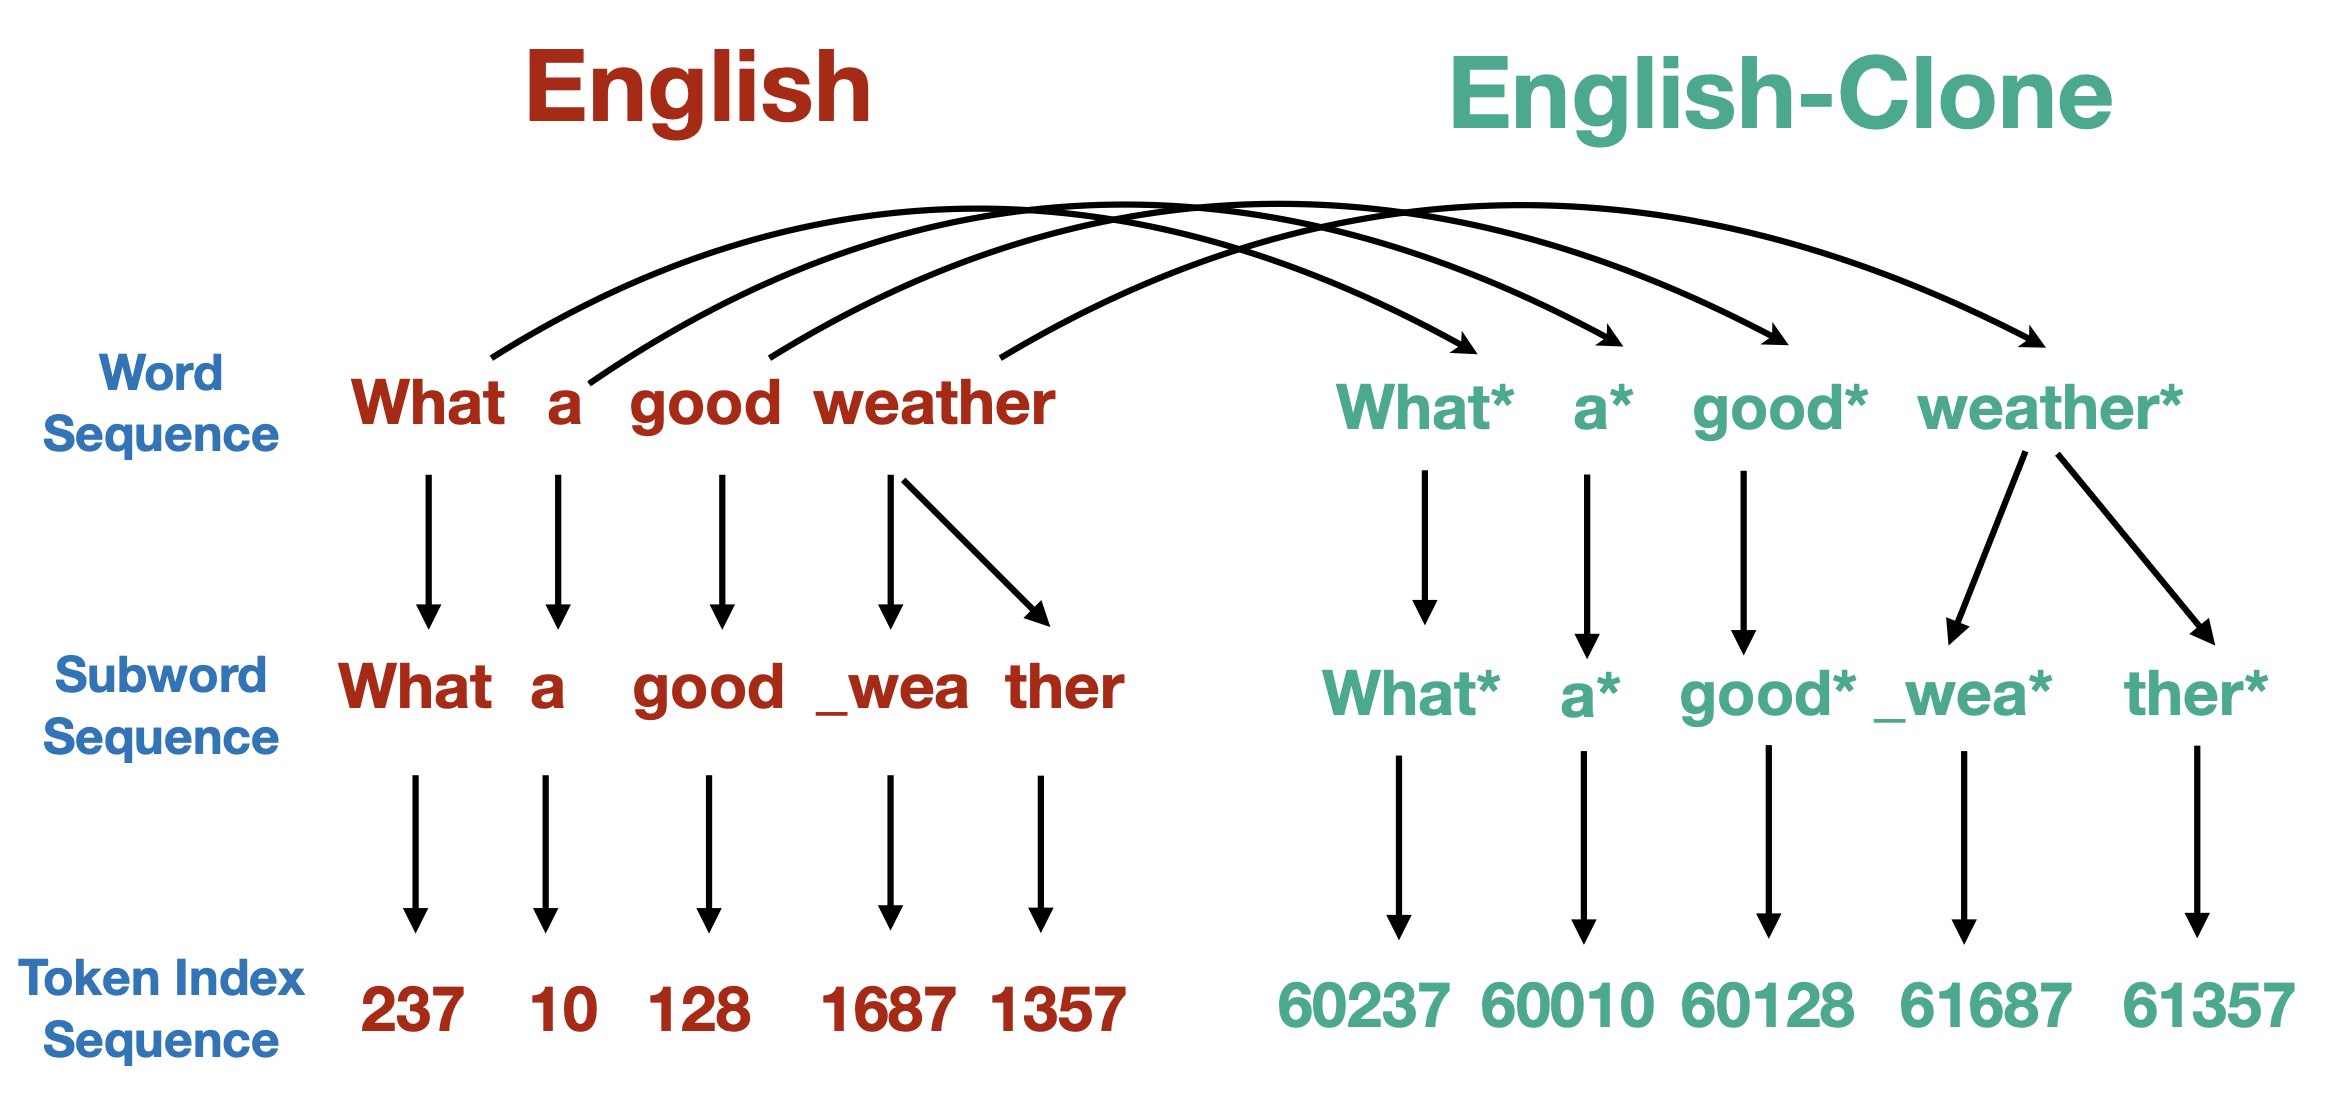 English English-Clone
Word
Sequence
What a good weather What* a* good* weather*
Subword
Sequence
What a good _wea ther What* a* good* _wea* ther*
Token Index
Sequence
237 10 128 1687 1357 60237 60010 60128 61687 61357